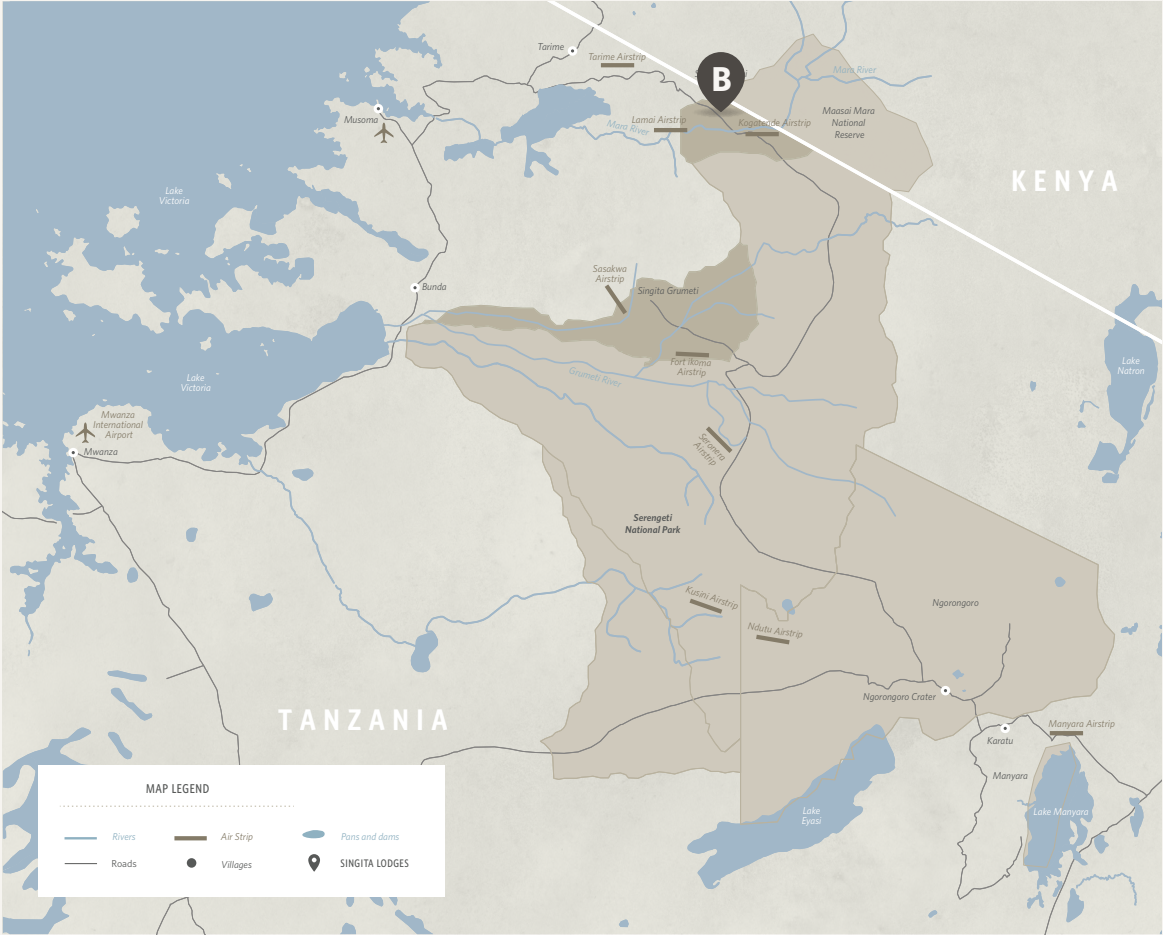 Tarime
Tarime Airstrip
B
Mara River
Musoma
Lamai Airstrip
Mara River
Kogatende Airstrip
Maasai Mara
National
Reserve
KENYA
Lake
Victoria
Sasakwa
Airstrip
Bunda
Singita Grumeti
Fort Ikoma
Airstrip
Grumeti River
Lake
Natron
Lake
Victoria
Mwanza
International
Airport
Mwanza
Seronera
Airstrip
Serengeti
National Park
Kusini Airstrip
Ndutu Airstrip
Ngorongoro
Ngorongoro Crater
TANZANIA
Manyara Airstrip
Karatu
Manyara
Lake
Eyasi
Lake Manyara
MAP LEGEND
Rivers
Air Strip
Pans and dams
Roads
Villages
SINGITA LODGES